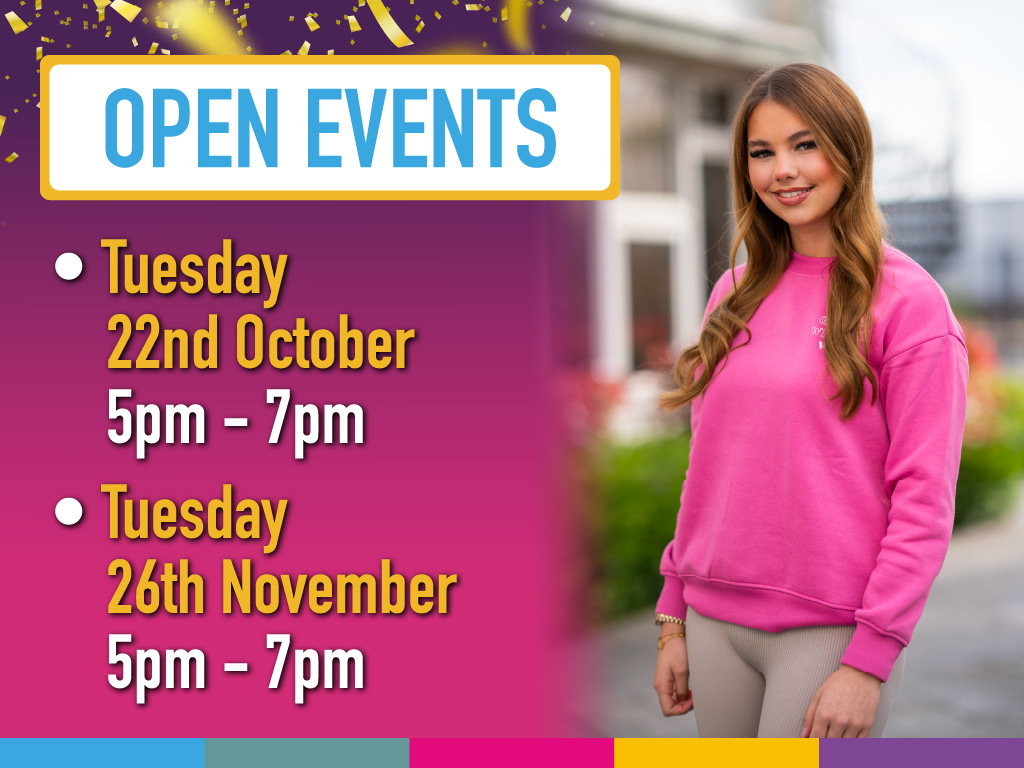 OPEN EVENTS
• Tuesday
22nd October
5pm – 7pm
• Tuesday
26th November
5pm – 7pm